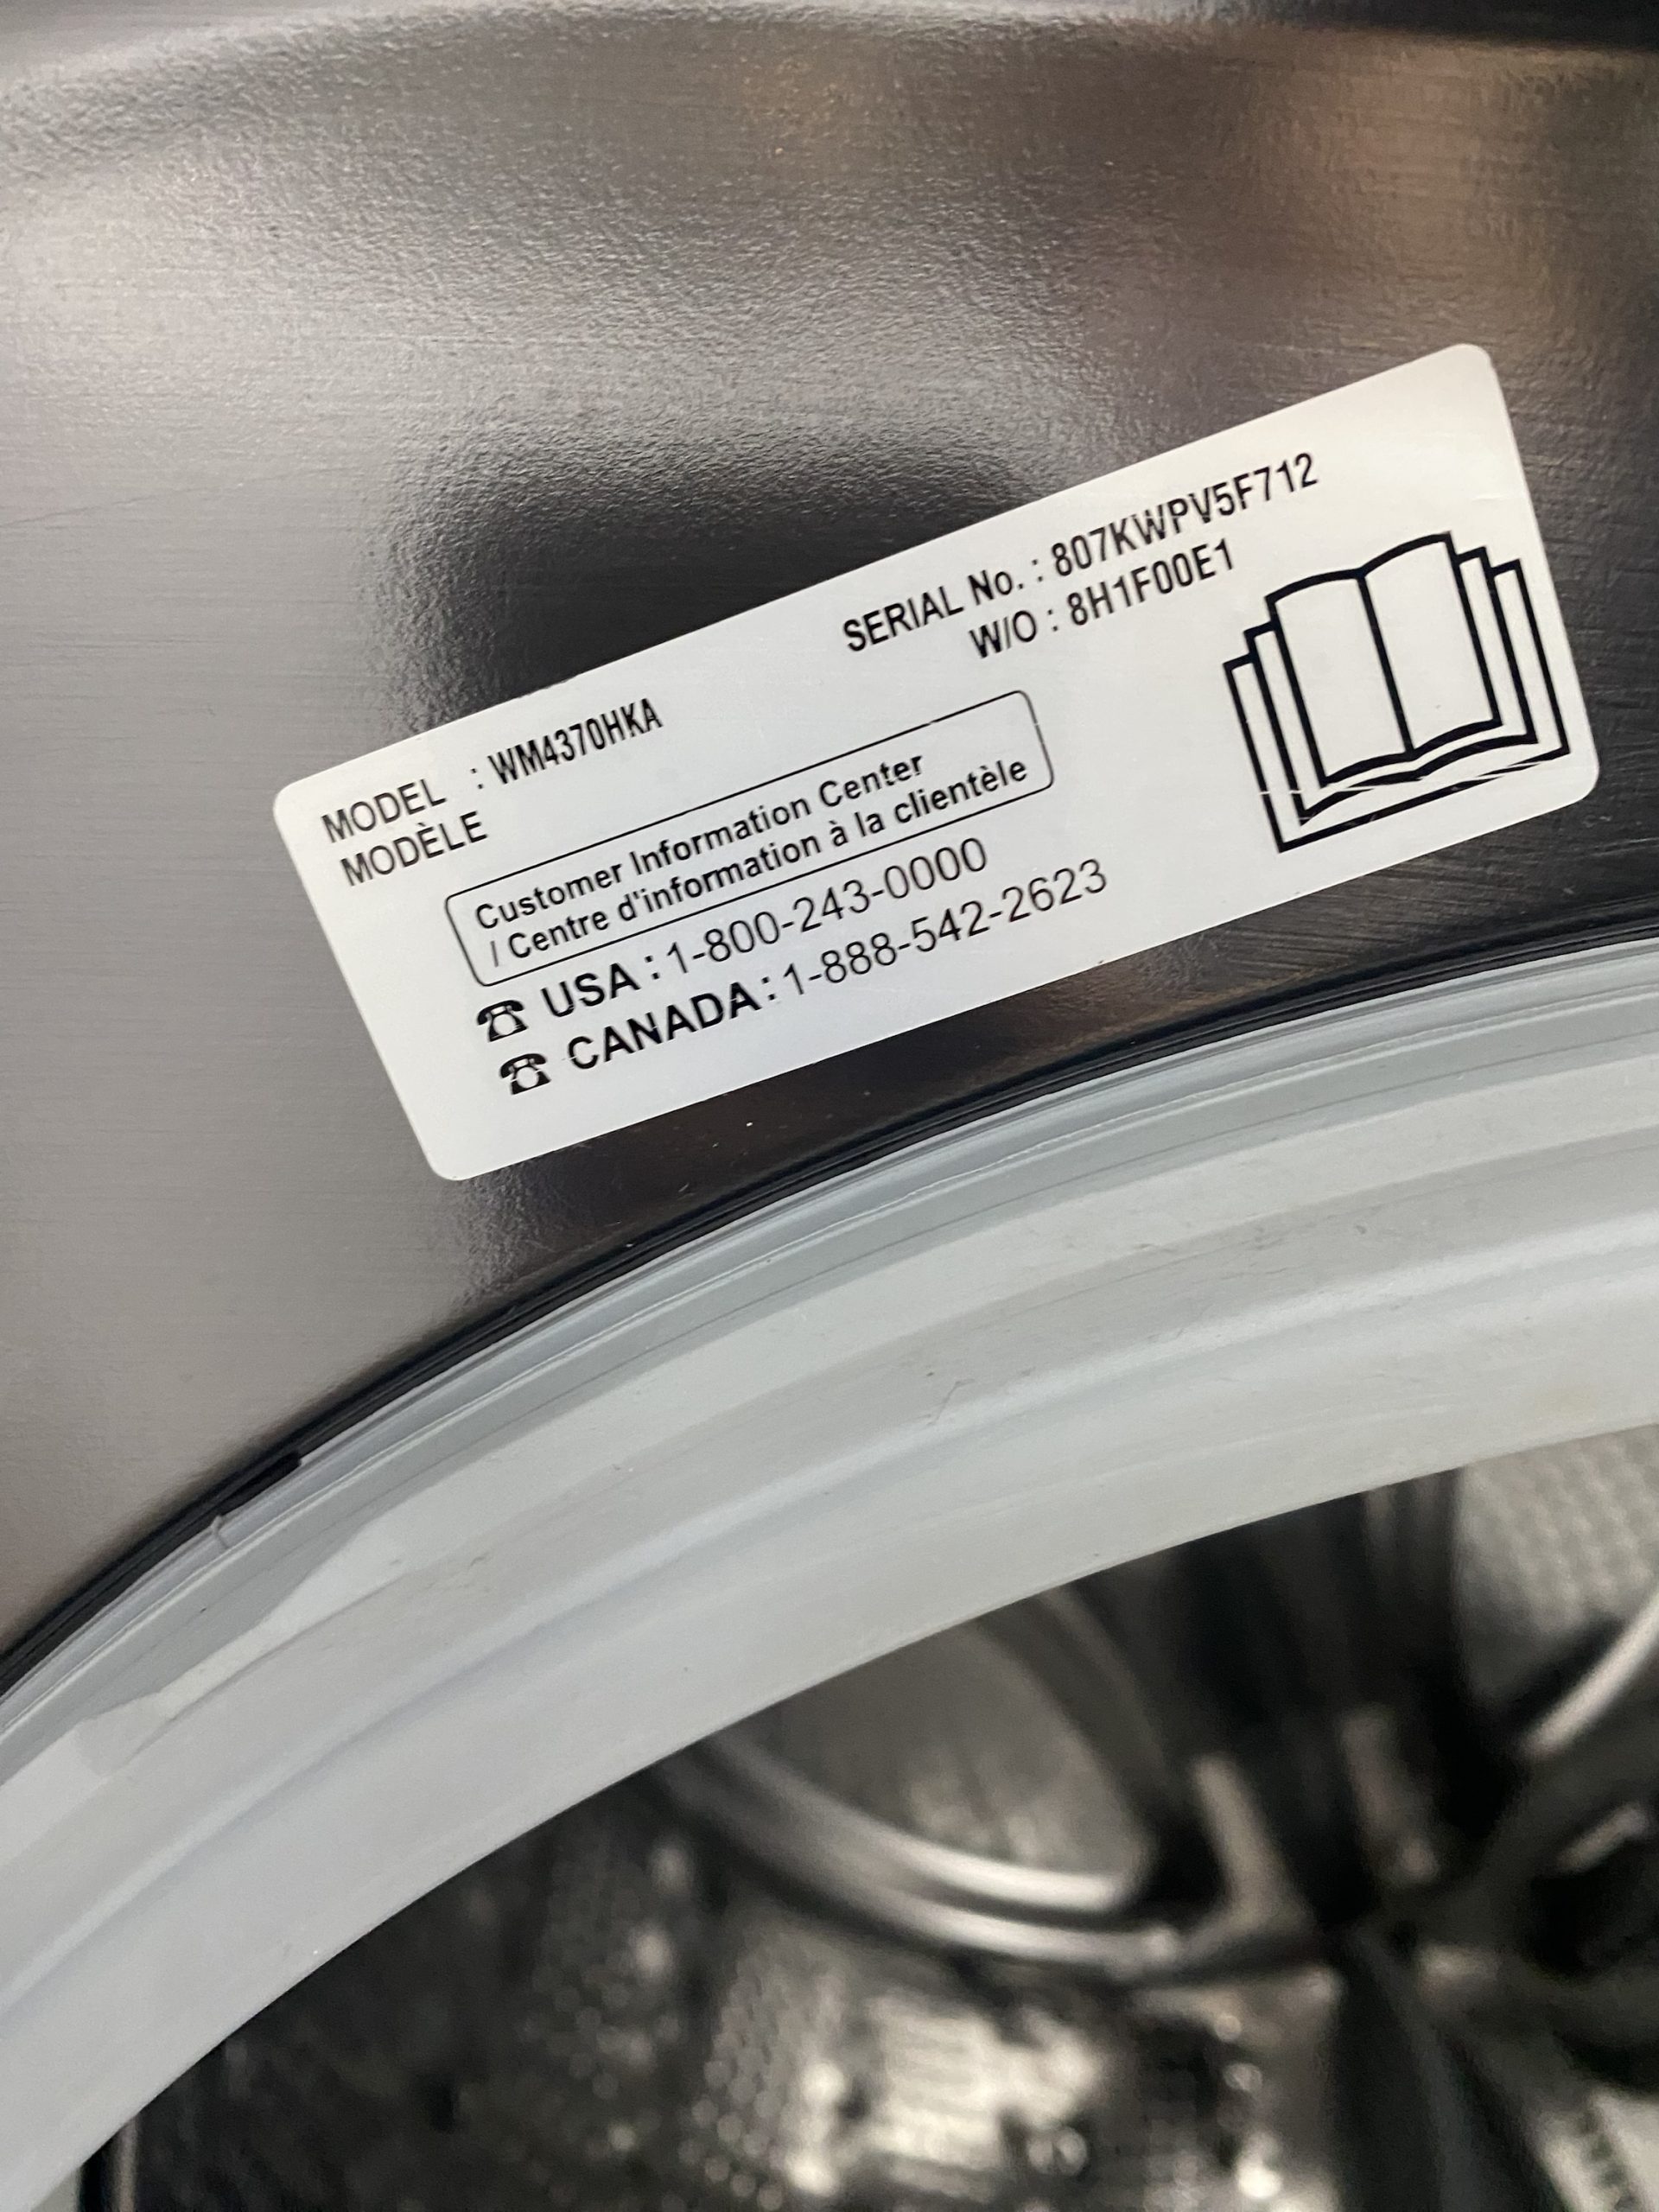 MODEL : WM4370HKA
MODÈLE
SERIAL No. : 807KWPV5F712
W/O : 8H1F00E1
Customer Information Center
/ Centre d'information à la clientèle
☎ USA : 1-800-243-0000
☎ CANADA : 1-888-542-2623